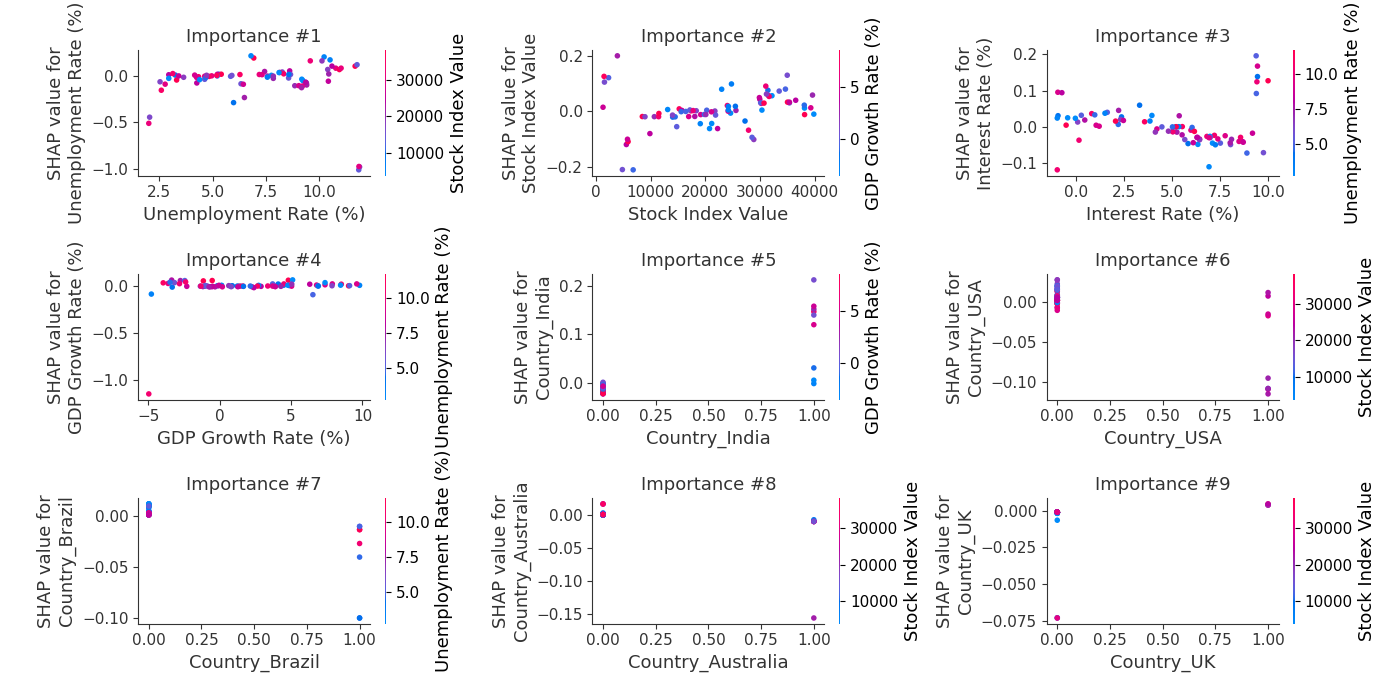 Importance #1
SHAP value for
Unemployment Rate (%)
0.0
−0.5
−1.0
2.5
5.0
7.5
10.0
Unemployment Rate (%)
30000
20000
10000
Stock Index Value
Importance #2
SHAP value for
Stock Index Value
0.2
0.0
−0.2
0
10000
20000
30000
40000
Stock Index Value
5
0
GDP Growth Rate (%)
Importance #3
SHAP value for
Interest Rate (%)
0.2
0.1
0.0
−0.1
0.0
2.5
5.0
7.5
10.0
Interest Rate (%)
10.0
7.5
5.0
Unemployment Rate (%)
Importance #4
SHAP value for
GDP Growth Rate (%)
0.0
−0.5
−1.0
−5
0
5
10
GDP Growth Rate (%)
10.0
7.5
5.0
Unemployment Rate (%)
Importance #5
SHAP value for
Country_India
0.2
0.1
0.0
0.00
0.25
0.50
0.75
1.00
Country_India
5
0
GDP Growth Rate (%)
Importance #6
SHAP value for
Country_USA
0.00
−0.05
−0.10
0.00
0.25
0.50
0.75
1.00
Country_USA
30000
20000
10000
Stock Index Value
Importance #7
SHAP value for
Country_Brazil
0.00
−0.05
−0.10
0.00
0.25
0.50
0.75
1.00
Country_Brazil
10.0
7.5
5.0
Unemployment Rate (%)
Importance #8
SHAP value for
Country_Australia
0.00
−0.05
−0.10
−0.15
0.00
0.25
0.50
0.75
1.00
Country_Australia
30000
20000
10000
Stock Index Value
Importance #9
SHAP value for
Country_UK
0.000
−0.025
−0.050
−0.075
0.00
0.25
0.50
0.75
1.00
Country_UK
30000
20000
10000
Stock Index Value